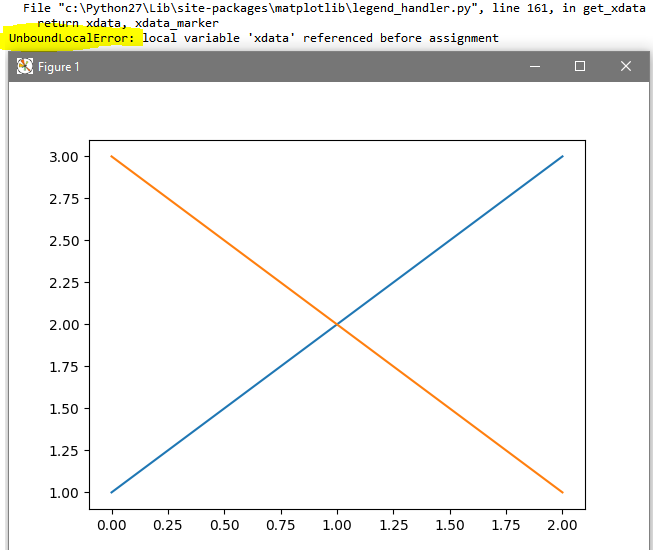 File "c:\Python27\Lib\site-packages\matplotlib\legend_handler.py", line 161, in get_xdata
return xdata, xdata_marker
UnboundLocalError: local variable 'xdata' referenced before assignment
Figure 1
3.00
2.75
2.50
2.25
2.00
1.75
1.50
1.25
1.00
0.00 0.25 0.50 0.75 1.00 1.25 1.50 1.75 2.00